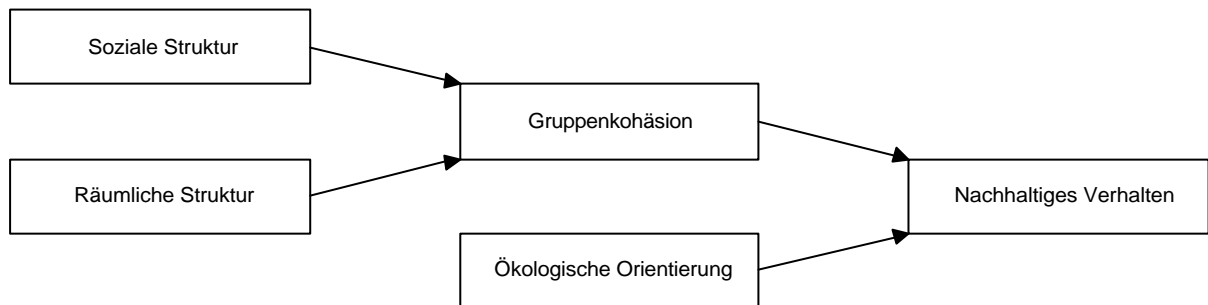 Soziale Struktur
Gruppenkohäsion
Räumliche Struktur
Nachhaltiges Verhalten
Ökologische Orientierung